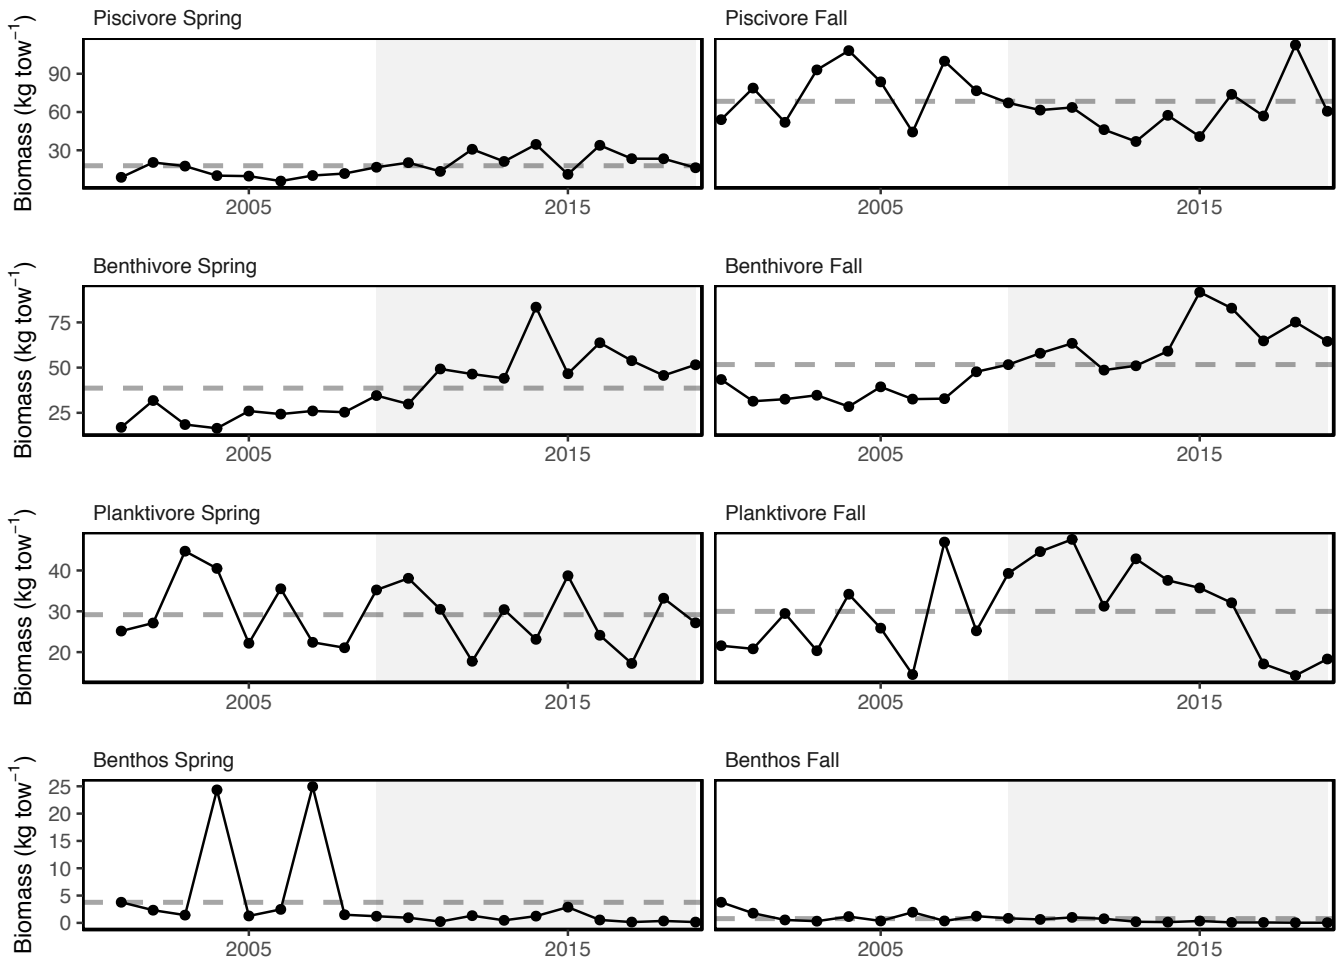 Piscivore Spring
Piscivore Fall
Biomass (kg tow⁻¹)
90
60
30
2005
2015
2005
2015
Benthivore Spring
Benthivore Fall
Biomass (kg tow⁻¹)
75
50
25
2005
2015
2005
2015
Planktivore Spring
Planktivore Fall
Biomass (kg tow⁻¹)
40
30
20
2005
2015
2005
2015
Benthos Spring
Benthos Fall
Biomass (kg tow⁻¹)
25
20
15
10
5
0
2005
2015
2005
2015